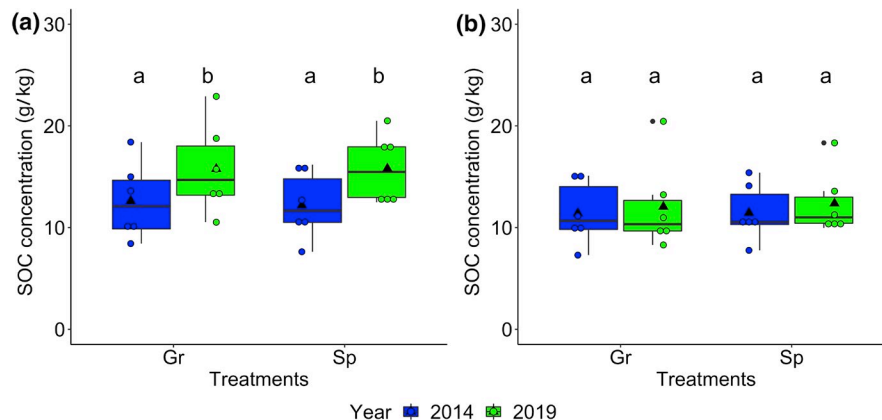 (a)
SOC concentration (g/kg)
30
20
10
0
a b a b
Gr Sp
Treatments
(b)
SOC concentration (g/kg)
30
20
10
0
a a a a
Gr Sp
Treatments
Year 2014 2019